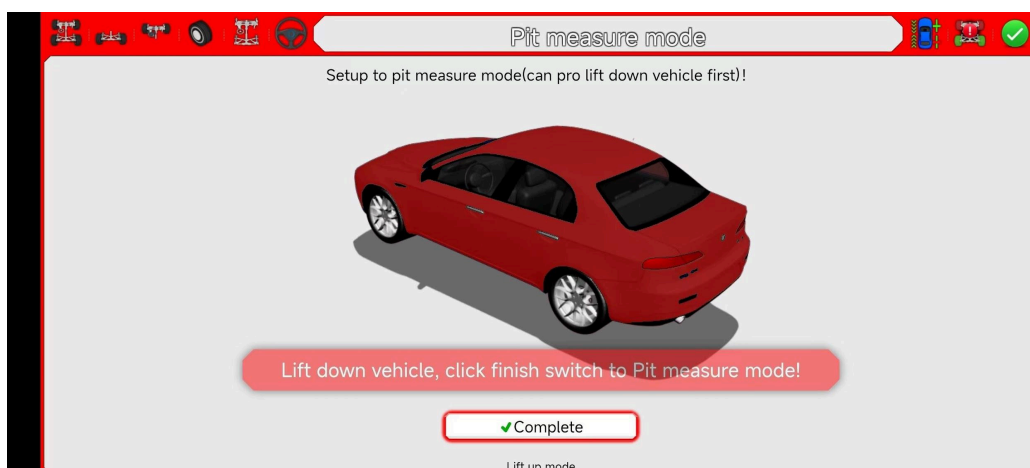 Pit measure mode
Setup to pit measure mode(can pro lift down vehicle first)!
Lift down vehicle, click finish switch to Pit measure mode!
Complete
Lift up mode